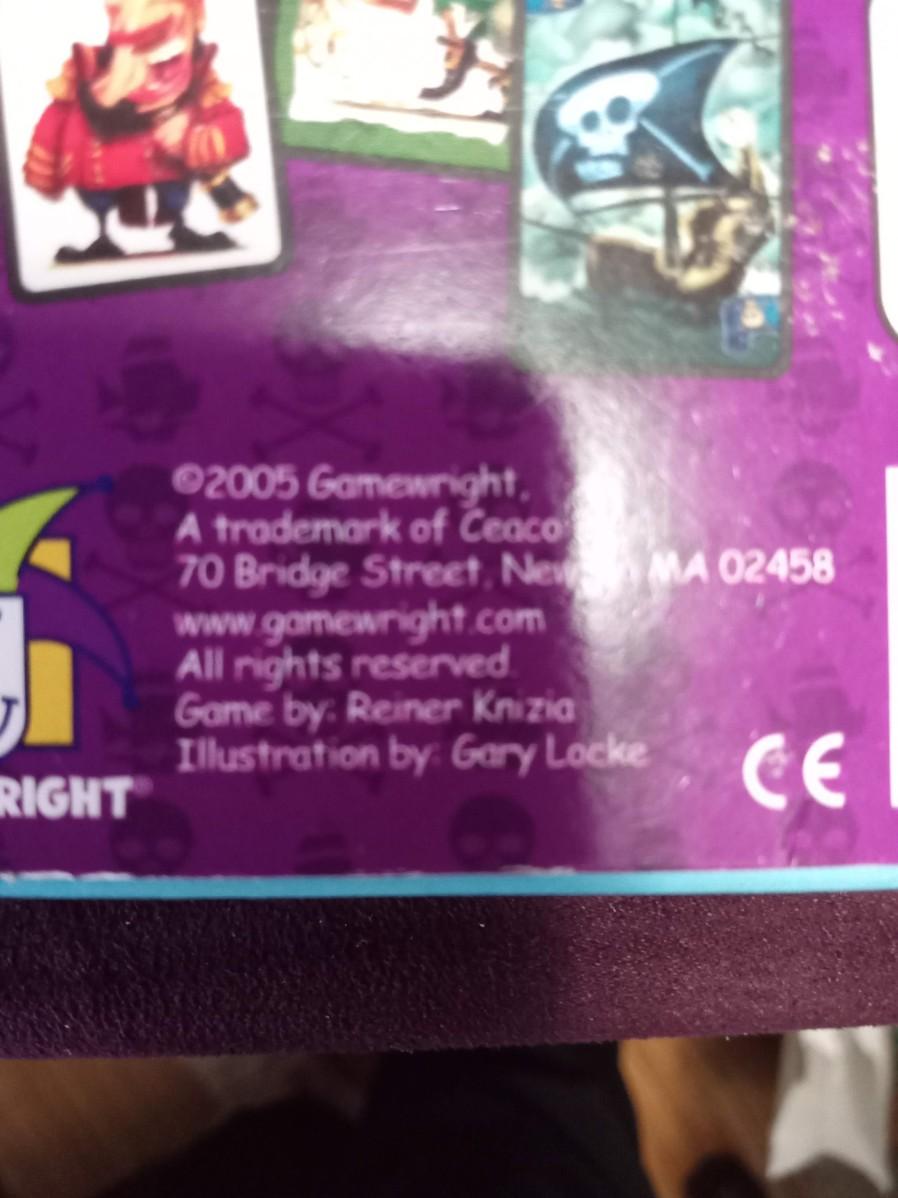 ©2005 Gamewright,
A trademark of Ceaco
70 Bridge Street, MA 02458
www.gamewright.com
All rights reserved.
Game by: Reiner Knizia
Illustration by: Gary Locke
RIGHT®
CE